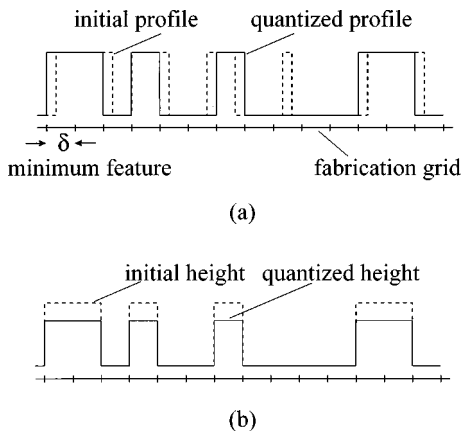 initial profile quantized profile
δ
minimum feature fabrication grid
(a)
initial height quantized height
(b)